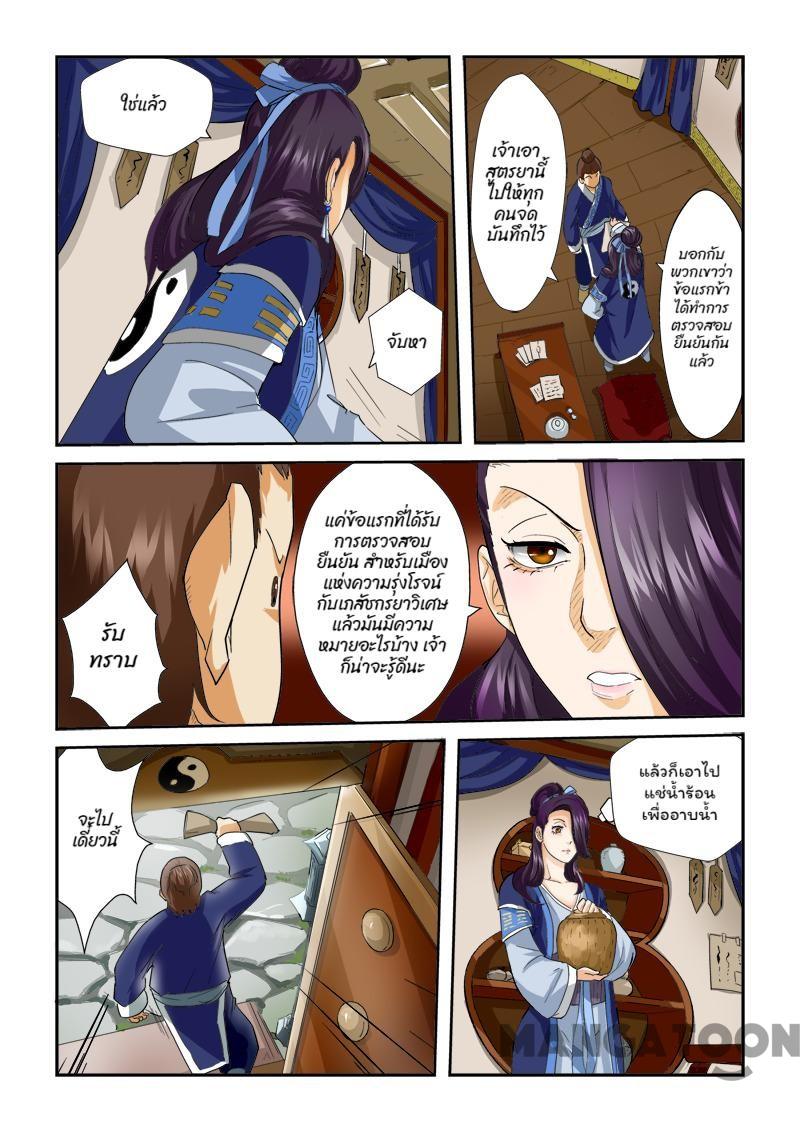 ใช่แล้ว
จับหา
เจ้าเอา
สูตรยานี้
ไปให้ทุก
คนจด
บันทึกไว้
บอกกับ
พวกเขาว่า
ข้อแรกข้า
ได้ทำการ
ตรวจสอบ
ยืนยันกัน
แล้ว
แค่ข้อแรกที่ได้รับ
การตรวจสอบ
ยืนยัน สำหรับเมือง
แห่งความรุ่งโรจน์
กับเภสัชกรยาวิเศษ
แล้วมันมีความ
หมายอะไรบ้าง เจ้า
ก็น่าจะรู้ดีนะ
รับ
ทราบ
จะไป
เดี๋ยวนี้
แล้วก็เอาไป
แช่น้ำร้อน
เพื่ออาบน้ำ
MANGATOON